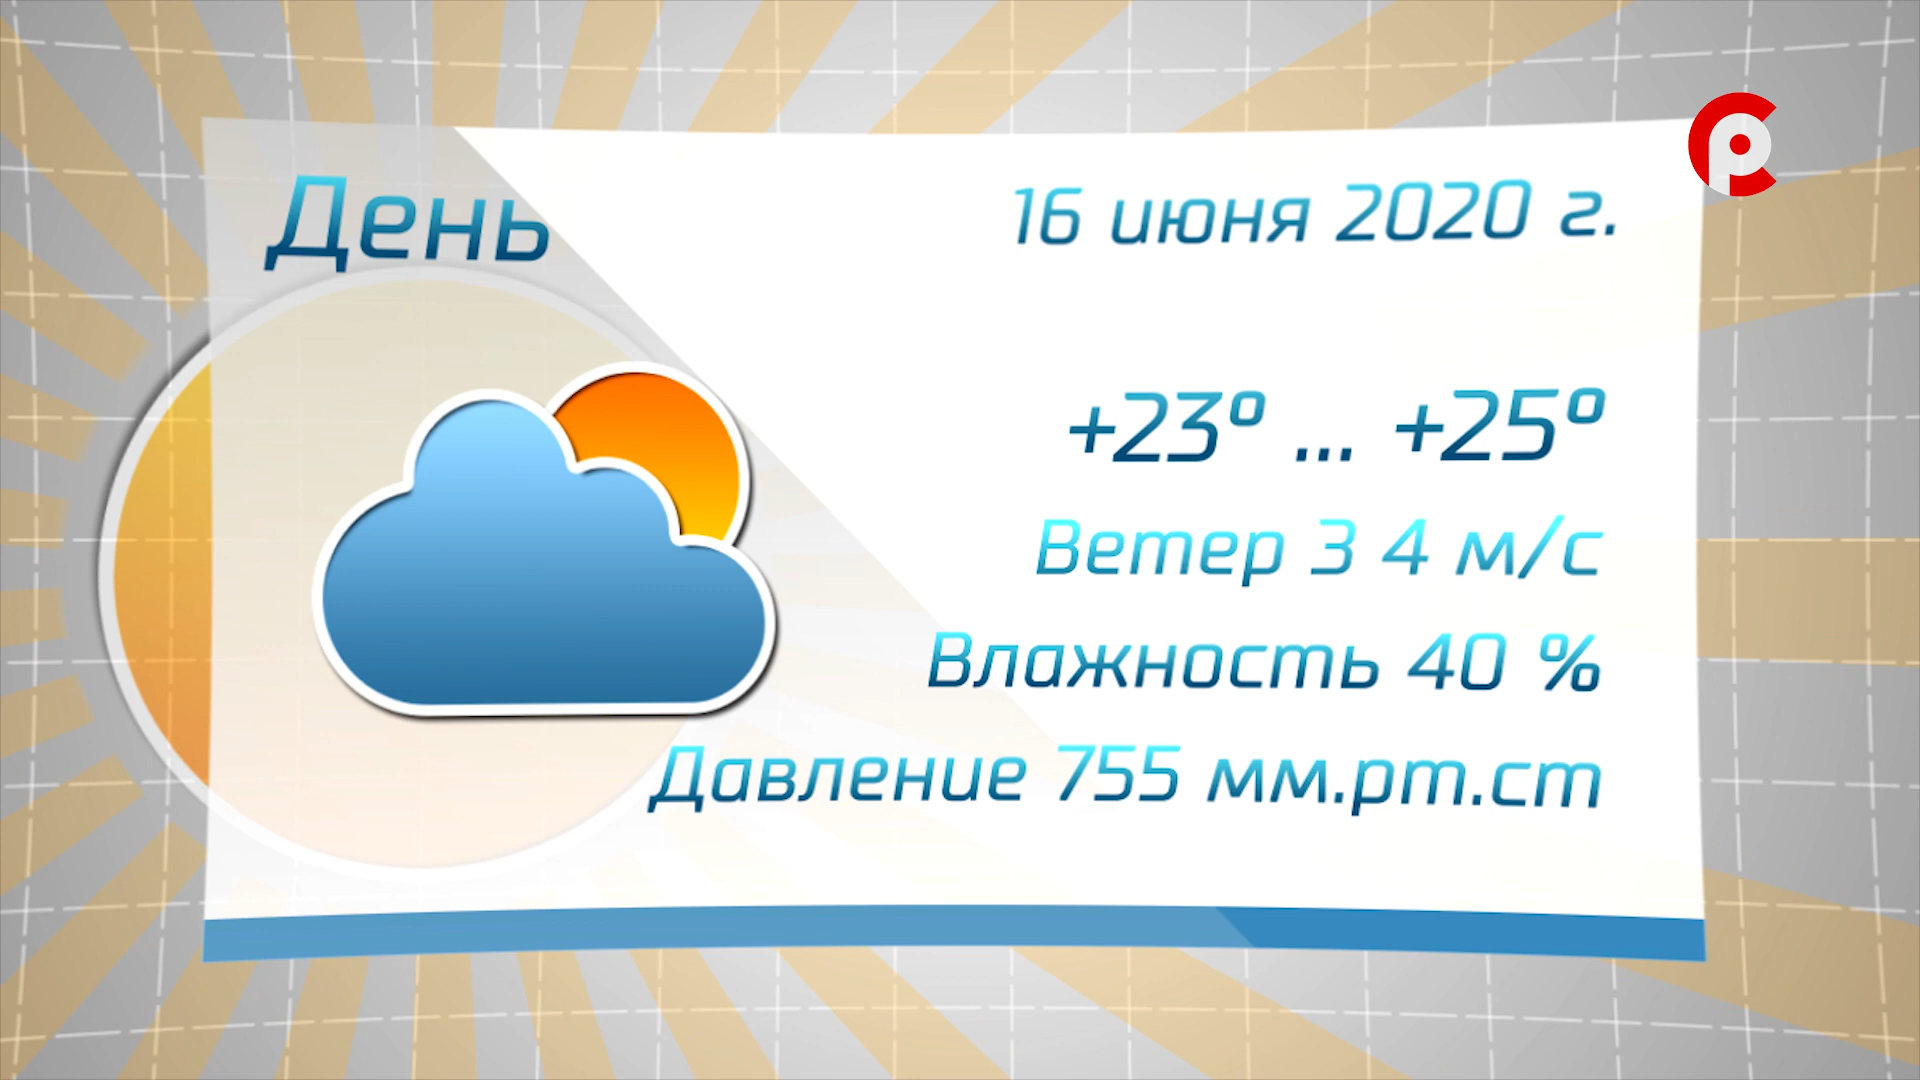 День
16 июня 2020 г.
+23° ... +25°
Ветер 3 4 м/с
Влажность 40 %
Давление 755 мм.рт.ст